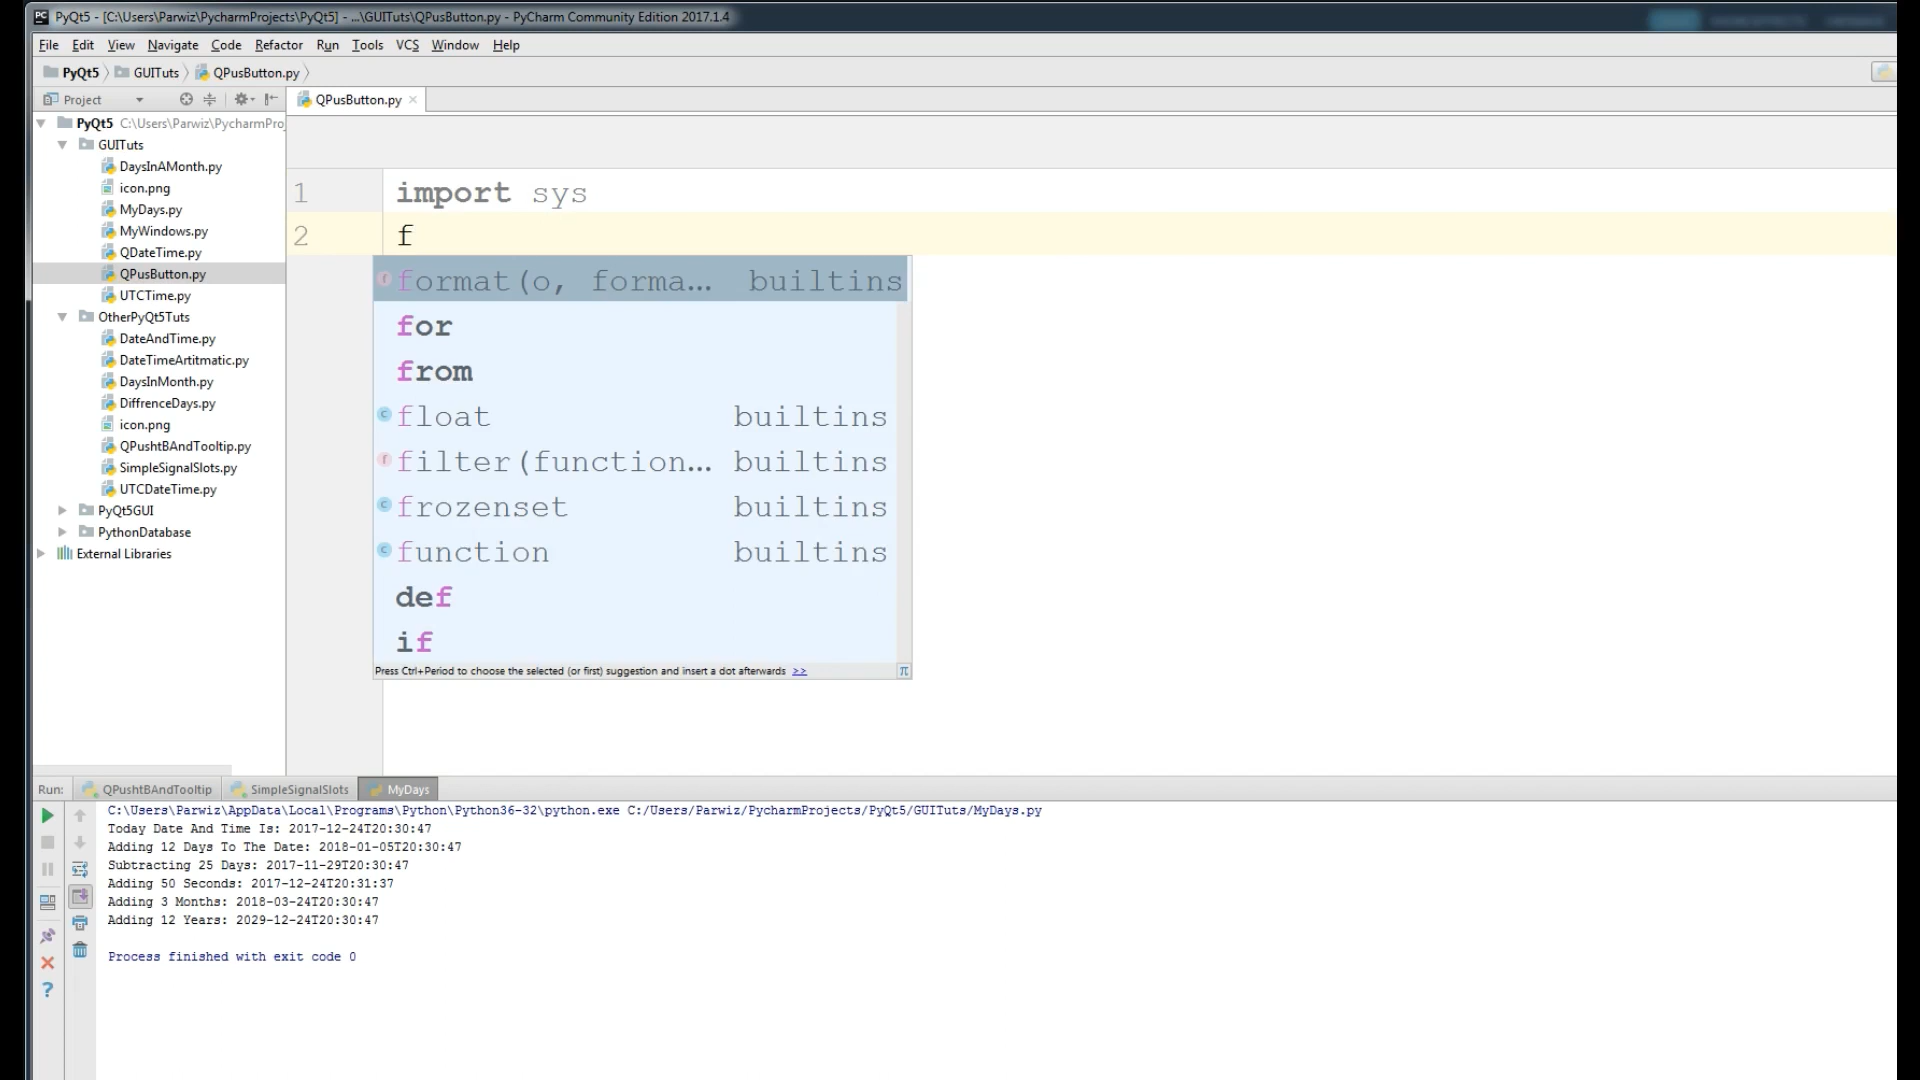 PyQt5 - [C:\Users\Parwiz\PycharmProjects\PyQt5] - ...\GUITuts\QPusButton.py - PyCharm Community Edition 2017.1.4
File Edit View Navigate Code Refactor Run Tools VCS Window Help
PyQt5 GUITuts QPusButton.py
Project
QPusButton.py
PyQt5 C:\Users\Parwiz\PycharmProj
GUITuts
DaysInAMonth.py
icon.png
MyDays.py
MyWindows.py
QDateTime.py
QPusButton.py
UTCTime.py
OtherPyQt5Tuts
DateAndTime.py
DateTimeArtitmatic.py
DaysInMonth.py
DiffrenceDays.py
icon.png
QPushtBAndTooltip.py
SimpleSignalSlots.py
UTCDateTime.py
PyQt5GUI
PythonDatabase
External Libraries
1 import sys
2 f
format(o, forma... builtins
for
from
float builtins
filter(function... builtins
frozenset builtins
function builtins
def
if
Press Ctrl+Period to choose the selected (or first) suggestion and insert a dot afterwards >> π
Run: QPushtBAndTooltip SimpleSignalSlots MyDays
C:\Users\Parwiz\AppData\Local\Programs\Python\Python36-32\python.exe C:/Users/Parwiz/PycharmProjects/PyQt5/GUITuts/MyDays.py
Today Date And Time Is: 2017-12-24T20:30:47
Adding 12 Days To The Date: 2018-01-05T20:30:47
Subtracting 25 Days: 2017-11-29T20:30:47
Adding 50 Seconds: 2017-12-24T20:31:37
Adding 3 Months: 2018-03-24T20:30:47
Adding 12 Years: 2029-12-24T20:30:47
Process finished with exit code 0